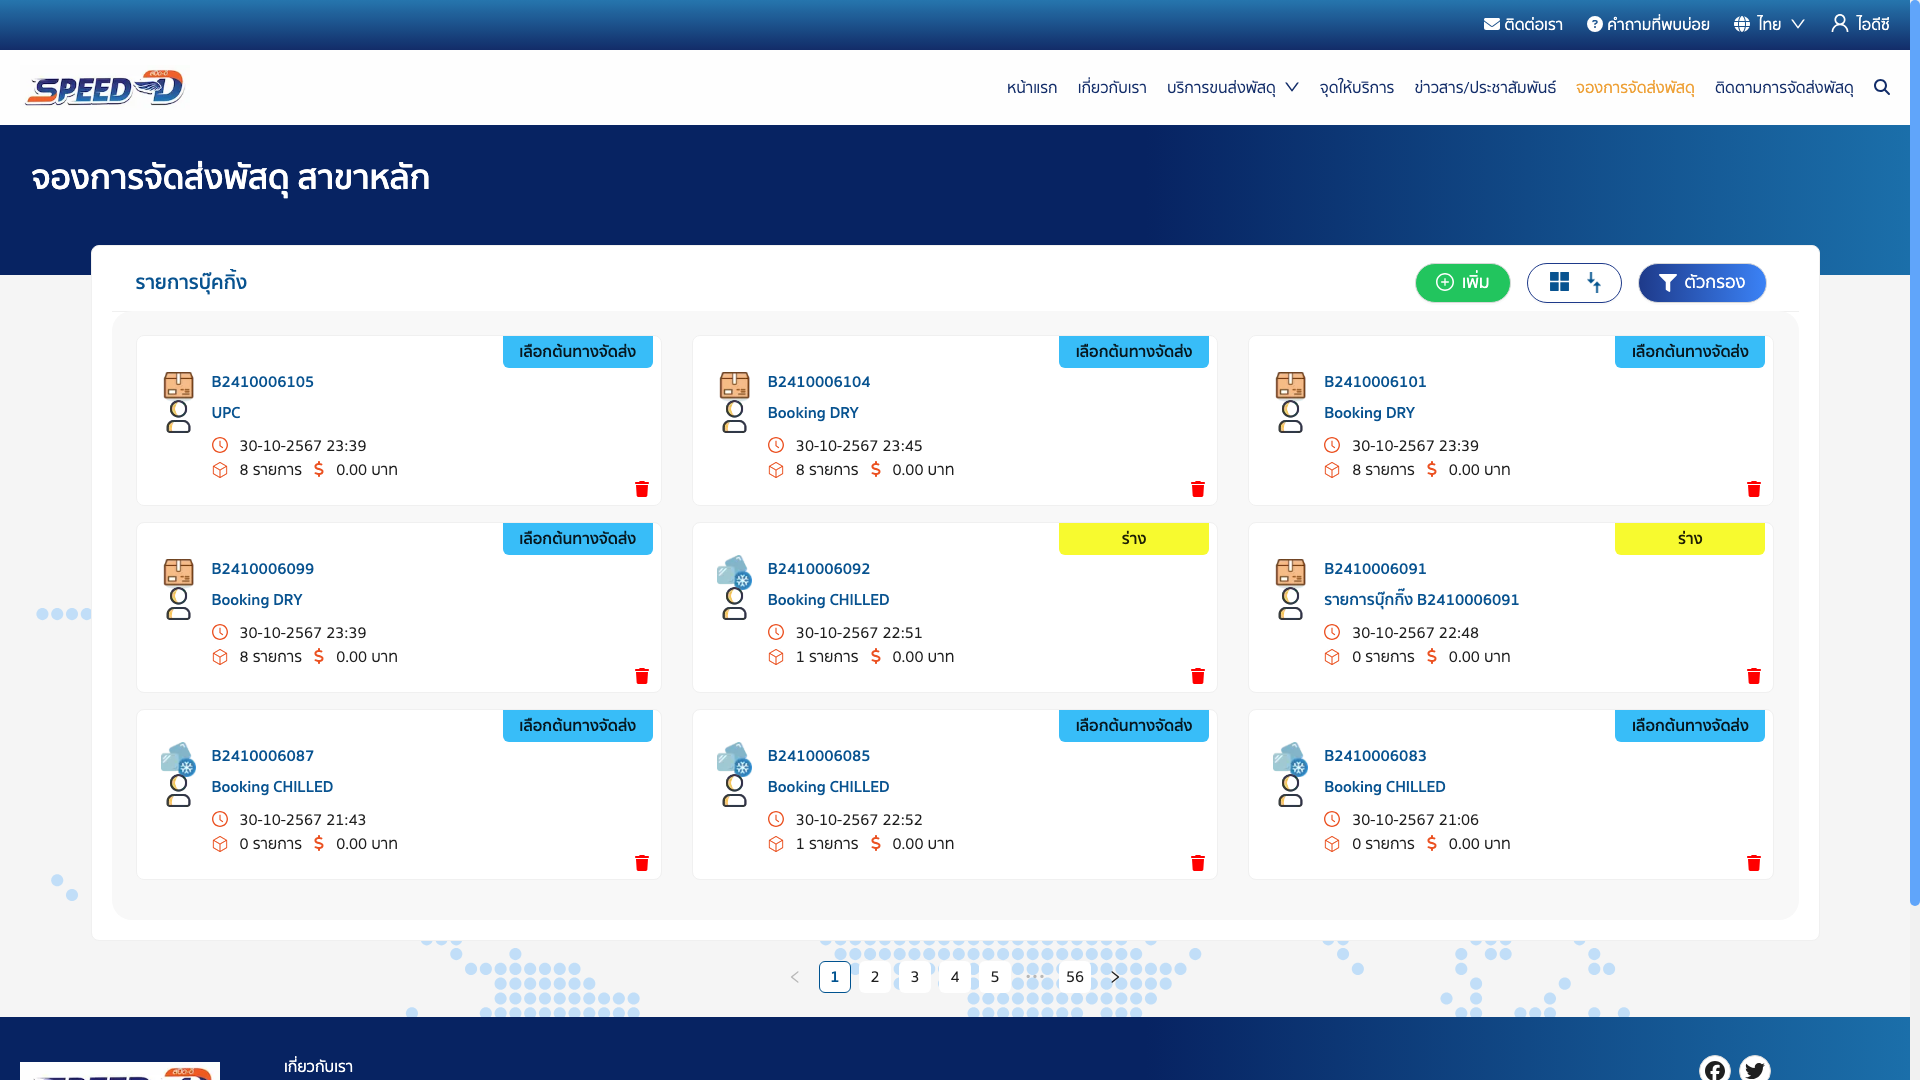 ติดต่อเรา คำถามที่พบบ่อย ไทย ไอดีซี
SPEED-D
หน้าแรก เกี่ยวกับเรา บริการขนส่งพัสดุ จุดให้บริการ ข่าวสาร/ประชาสัมพันธ์ จองการจัดส่งพัสดุ ติดตามการจัดส่งพัสดุ
จองการจัดส่งพัสดุ สาขาหลัก
รายการบุ๊คกิ้ง
เพิ่ม
ตัวกรอง
เลือกต้นทางจัดส่ง
B2410006105
UPC
30-10-2567 23:39
8 รายการ $ 0.00 บาท
เลือกต้นทางจัดส่ง
B2410006104
Booking DRY
30-10-2567 23:45
8 รายการ $ 0.00 บาท
เลือกต้นทางจัดส่ง
B2410006101
Booking DRY
30-10-2567 23:39
8 รายการ $ 0.00 บาท
เลือกต้นทางจัดส่ง
B2410006099
Booking DRY
30-10-2567 23:39
8 รายการ $ 0.00 บาท
ร่าง
B2410006092
Booking CHILLED
30-10-2567 22:51
1 รายการ $ 0.00 บาท
ร่าง
B2410006091
รายการบุ๊กกิ๊ง B2410006091
30-10-2567 22:48
0 รายการ $ 0.00 บาท
เลือกต้นทางจัดส่ง
B2410006087
Booking CHILLED
30-10-2567 21:43
0 รายการ $ 0.00 บาท
เลือกต้นทางจัดส่ง
B2410006085
Booking CHILLED
30-10-2567 22:52
1 รายการ $ 0.00 บาท
เลือกต้นทางจัดส่ง
B2410006083
Booking CHILLED
30-10-2567 21:06
0 รายการ $ 0.00 บาท
1 2 3 4 5 ••• 56
เกี่ยวกับเรา